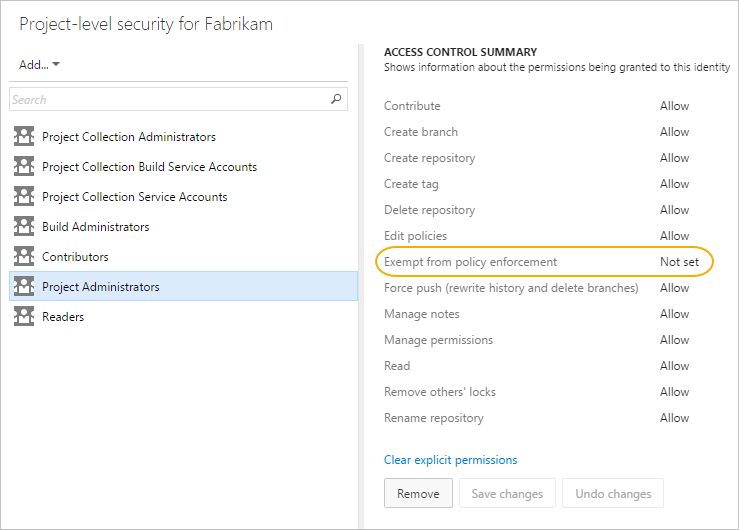 Project-level security for Fabrikam
Add...
Search
Project Collection Administrators
Project Collection Build Service Accounts
Project Collection Service Accounts
Build Administrators
Contributors
Project Administrators
Readers
ACCESS CONTROL SUMMARY
Shows information about the permissions being granted to this identity
Contribute Allow
Create branch Allow
Create repository Allow
Create tag Allow
Delete repository Allow
Edit policies Allow
Exempt from policy enforcement Not set
Force push (rewrite history and delete branches) Allow
Manage notes Allow
Manage permissions Allow
Read Allow
Remove others' locks Allow
Rename repository Allow
Clear explicit permissions
Remove Save changes Undo changes